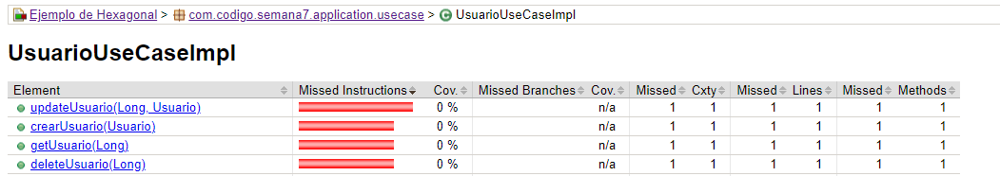 Ejemplo de Hexagonal > com.codigo.semana7.application.usecase > UsuarioUseCaseImpl
UsuarioUseCaseImpl
Element Missed Instructions Cov. Missed Branches Cov. Missed Cxty Missed Lines Missed Methods
updateUsuario(Long, Usuario) 0 % n/a 1 1 1 1 1 1
crearUsuario(Usuario) 0 % n/a 1 1 1 1 1 1
getUsuario(Long) 0 % n/a 1 1 1 1 1 1
deleteUsuario(Long) 0 % n/a 1 1 1 1 1 1